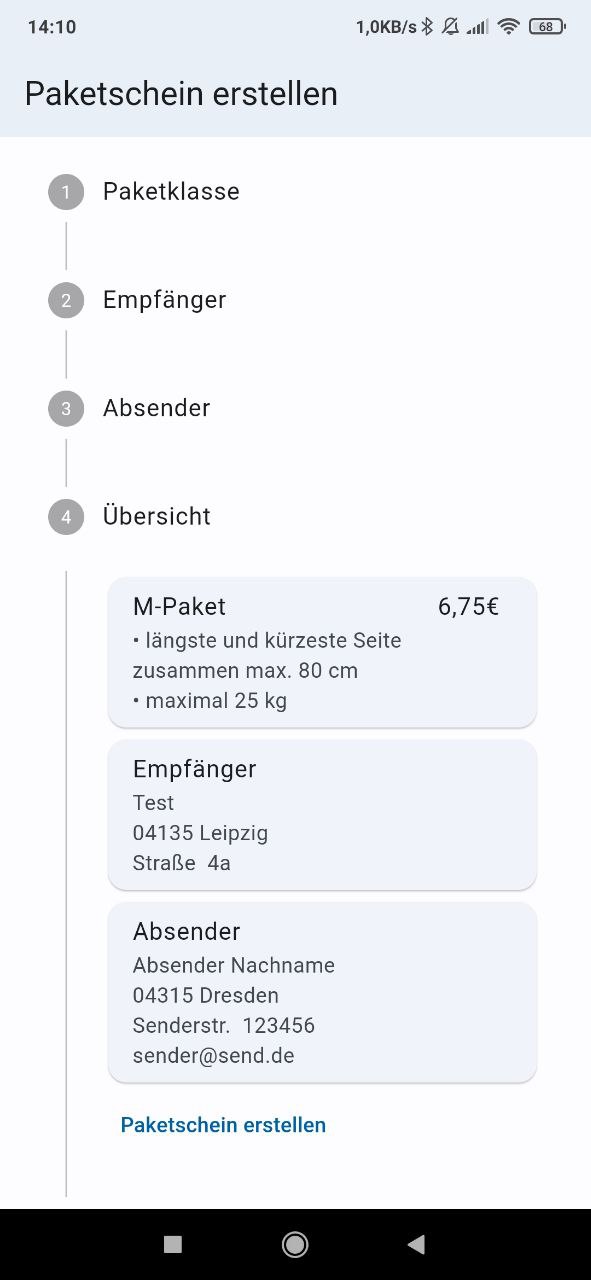 14:10
1,0KB/s
68
Paketschein erstellen
1 Paketklasse
2 Empfänger
3 Absender
4 Übersicht
M-Paket 6,75€
• längste und kürzeste Seite
zusammen max. 80 cm
• maximal 25 kg
Empfänger
Test
04135 Leipzig
Straße  4a
Absender
Absender Nachname
04315 Dresden
Senderstr.  123456
sender@send.de
Paketschein erstellen